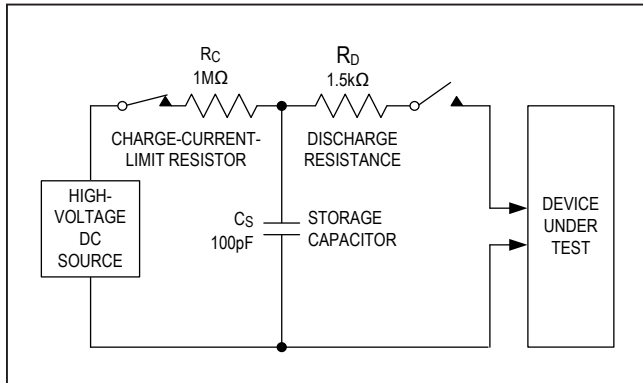 RC
1MΩ
CHARGE-CURRENT-
LIMIT RESISTOR
RD
1.5kΩ
DISCHARGE
RESISTANCE
HIGH-
VOLTAGE
DC
SOURCE
CS
100pF
STORAGE
CAPACITOR
DEVICE
UNDER
TEST